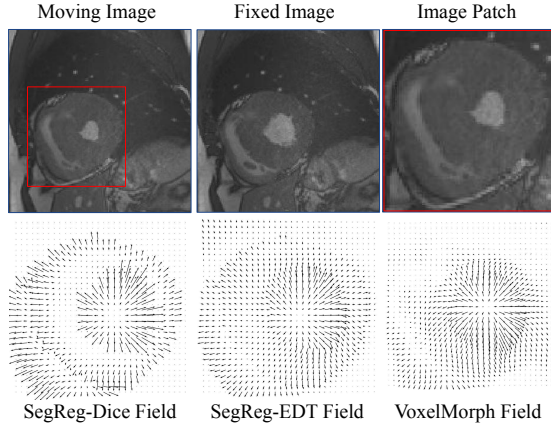 Moving Image
Fixed Image
Image Patch
SegReg-Dice Field
SegReg-EDT Field
VoxelMorph Field